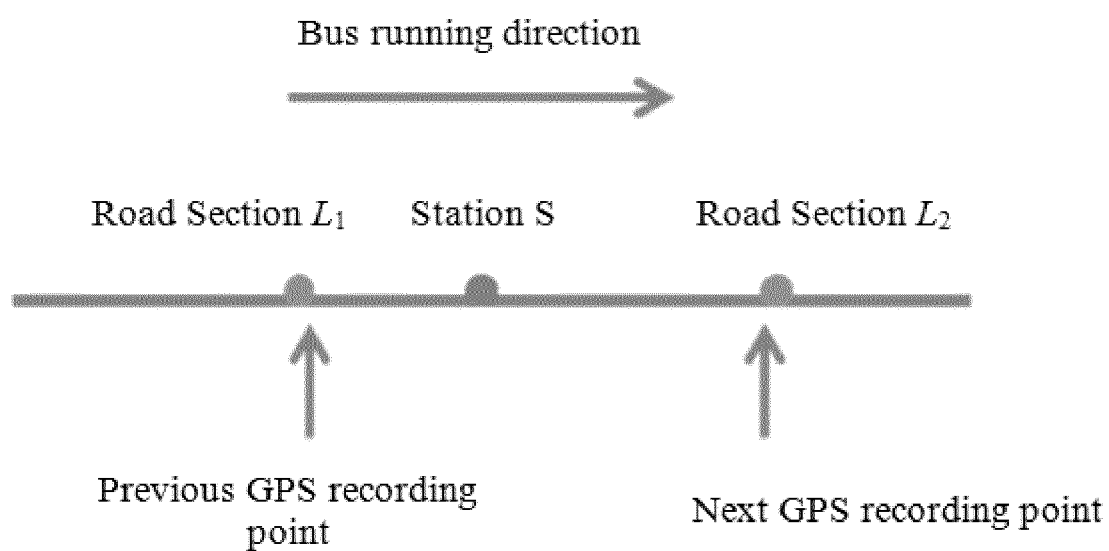 Bus running direction
Road Section L₁
Station S
Road Section L₂
Previous GPS recording
point
Next GPS recording point